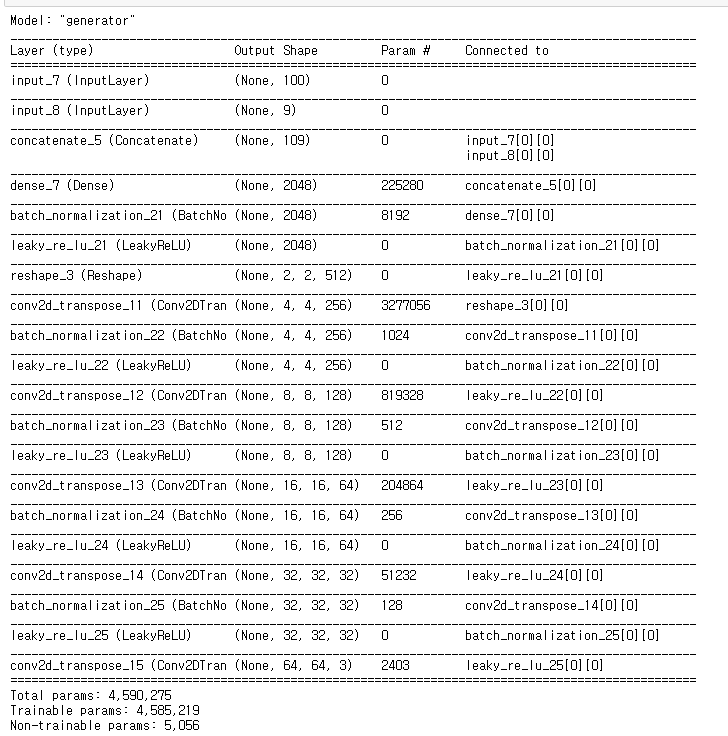 Model: "generator"
Layer (type) Output Shape Param # Connected to
input_7 (InputLayer) (None, 100) 0
input_8 (InputLayer) (None, 9) 0
concatenate_5 (Concatenate) (None, 109) 0 input_7[0][0]
input_8[0][0]
dense_7 (Dense) (None, 2048) 225280 concatenate_5[0][0]
batch_normalization_21 (BatchNo (None, 2048) 8192 dense_7[0][0]
leaky_re_lu_21 (LeakyReLU) (None, 2048) 0 batch_normalization_21[0][0]
reshape_3 (Reshape) (None, 2, 2, 512) 0 leaky_re_lu_21[0][0]
conv2d_transpose_11 (Conv2DTran (None, 4, 4, 256) 3277056 reshape_3[0][0]
batch_normalization_22 (BatchNo (None, 4, 4, 256) 1024 conv2d_transpose_11[0][0]
leaky_re_lu_22 (LeakyReLU) (None, 4, 4, 256) 0 batch_normalization_22[0][0]
conv2d_transpose_12 (Conv2DTran (None, 8, 8, 128) 819328 leaky_re_lu_22[0][0]
batch_normalization_23 (BatchNo (None, 8, 8, 128) 512 conv2d_transpose_12[0][0]
leaky_re_lu_23 (LeakyReLU) (None, 8, 8, 128) 0 batch_normalization_23[0][0]
conv2d_transpose_13 (Conv2DTran (None, 16, 16, 64) 204864 leaky_re_lu_23[0][0]
batch_normalization_24 (BatchNo (None, 16, 16, 64) 256 conv2d_transpose_13[0][0]
leaky_re_lu_24 (LeakyReLU) (None, 16, 16, 64) 0 batch_normalization_24[0][0]
conv2d_transpose_14 (Conv2DTran (None, 32, 32, 32) 51232 leaky_re_lu_24[0][0]
batch_normalization_25 (BatchNo (None, 32, 32, 32) 128 conv2d_transpose_14[0][0]
leaky_re_lu_25 (LeakyReLU) (None, 32, 32, 32) 0 batch_normalization_25[0][0]
conv2d_transpose_15 (Conv2DTran (None, 64, 64, 3) 2403 leaky_re_lu_25[0][0]
Total params: 4,590,275
Trainable params: 4,585,219
Non-trainable params: 5,056